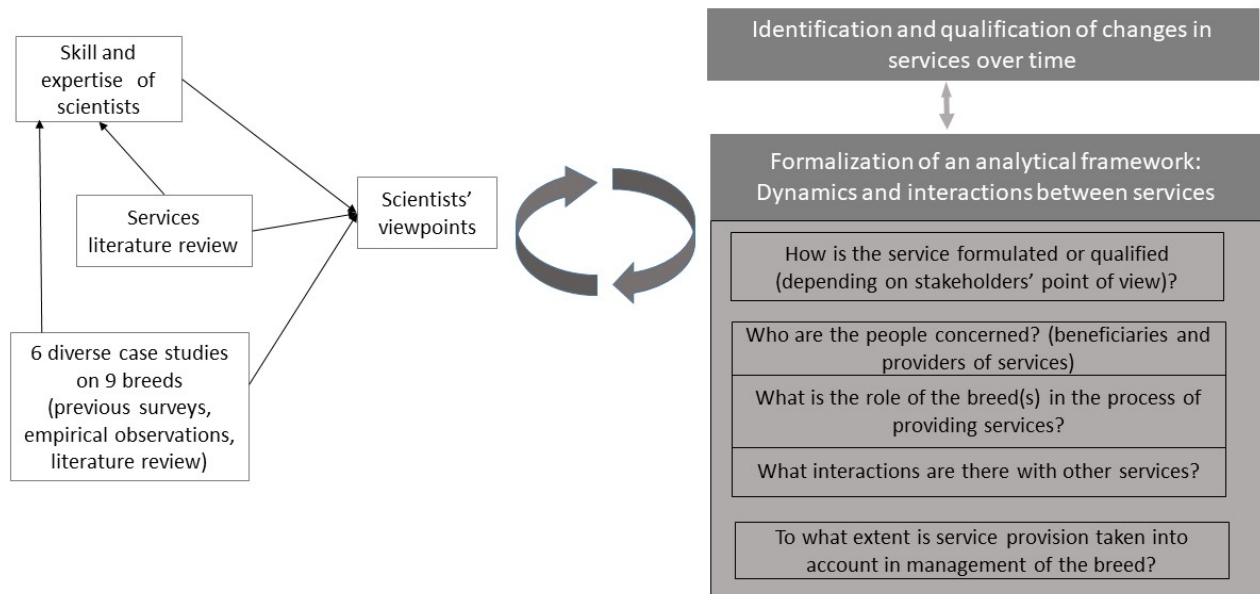 Skill and
expertise of
scientists
Services
literature review
6 diverse case studies
on 9 breeds
(previous surveys,
empirical observations,
literature review)
Scientists’
viewpoints
Identification and qualification of changes in
services over time
Formalization of an analytical framework:
Dynamics and interactions between services
How is the service formulated or qualified
(depending on stakeholders’ point of view)?
Who are the people concerned? (beneficiaries and
providers of services)
What is the role of the breed(s) in the process of
providing services?
What interactions are there with other services?
To what extent is service provision taken into
account in management of the breed?